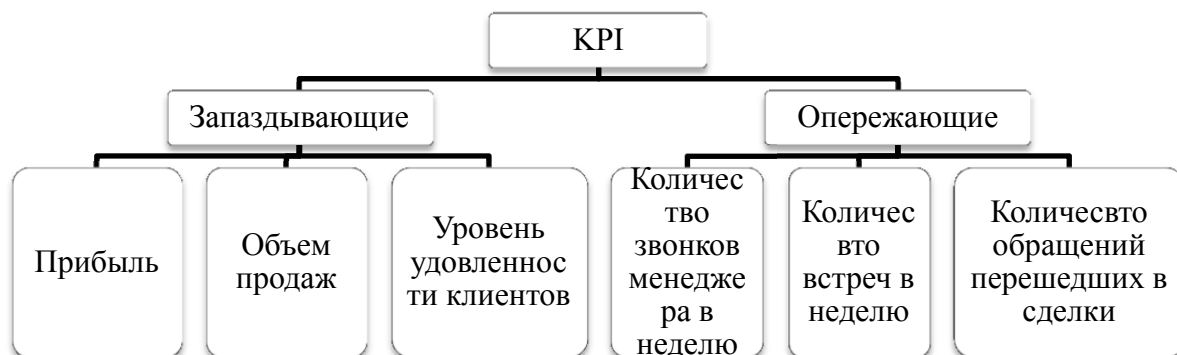 KPI
Запаздывающие
Опережающие
Прибыль
Объем
продаж
Уровень
удовленнос
ти клиентов
Количес
тво
звонков
менедже
ра в
неделю
Количес
вто
встреч в
неделю
Количесвто
обращений
перешедших в
сделки